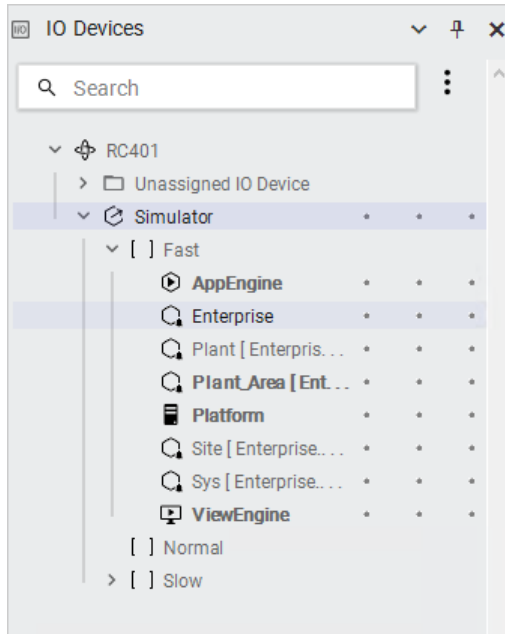 IO Devices
Search
RC401
Unassigned IO Device
Simulator
[ ] Fast
AppEngine
Enterprise
Plant [ Enterpris. . .
Plant_Area [ Ent. . .
Platform
Site [ Enterprise.. . .
Sys [ Enterprise.. . .
ViewEngine
[ ] Normal
[ ] Slow